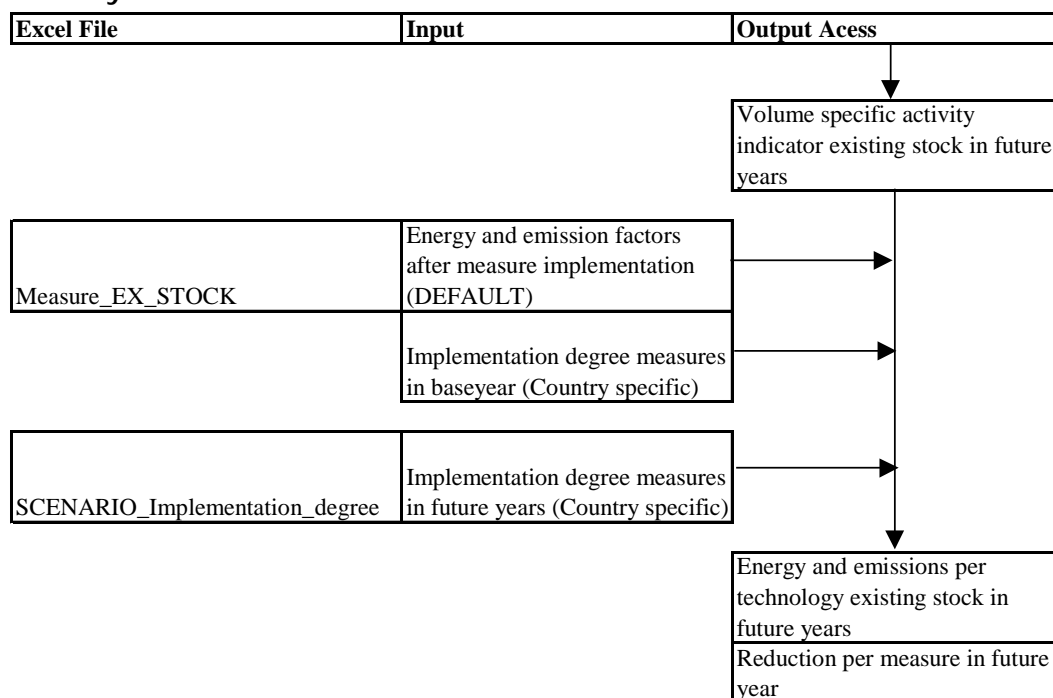 Excel File Input Output Acess
Volume specific activity
indicator existing stock in future
years
Energy and emission factors
after measure implementation
Measure_EX_STOCK (DEFAULT)
Implementation degree measures
in baseyear (Country specific)
Implementation degree measures
SCENARIO_Implementation_degree in future years (Country specific)
Energy and emissions per
technology existing stock in
future years
Reduction per measure in future
year